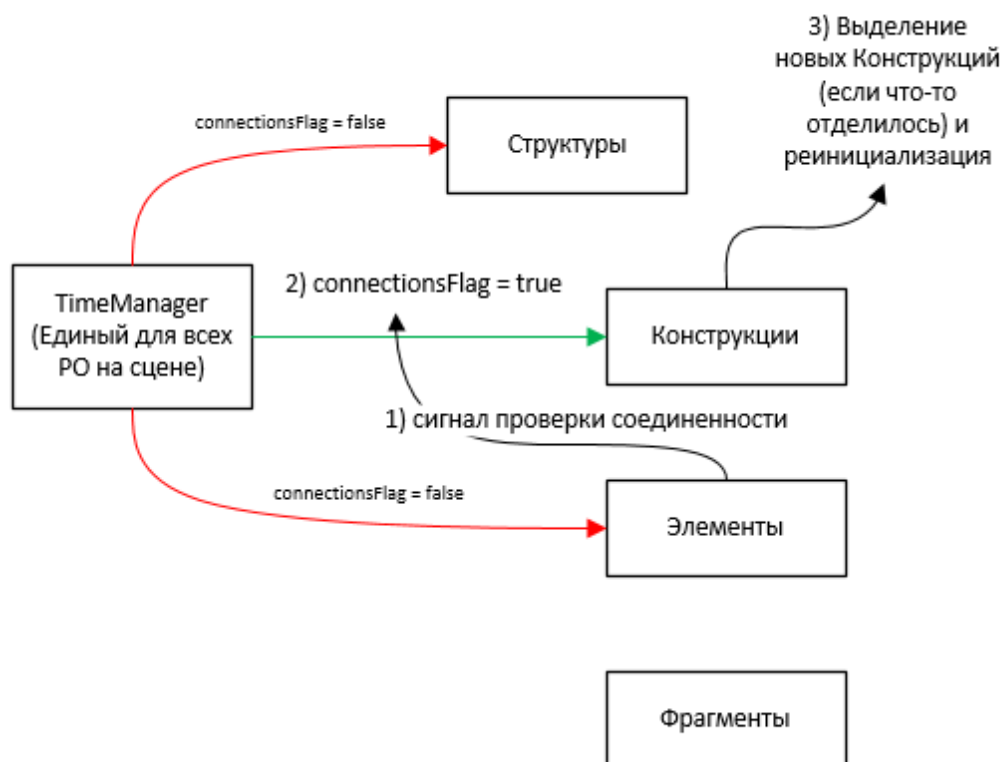 3) Выделение
новых Конструкций
(если что-то
отделилось) и
реинициализация
connectionsFlag = false
Структуры
TimeManager
(Единый для всех
РО на сцене)
2) connectionsFlag = true
Конструкции
1) сигнал проверки соединенности
connectionsFlag = false
Элементы
Фрагменты